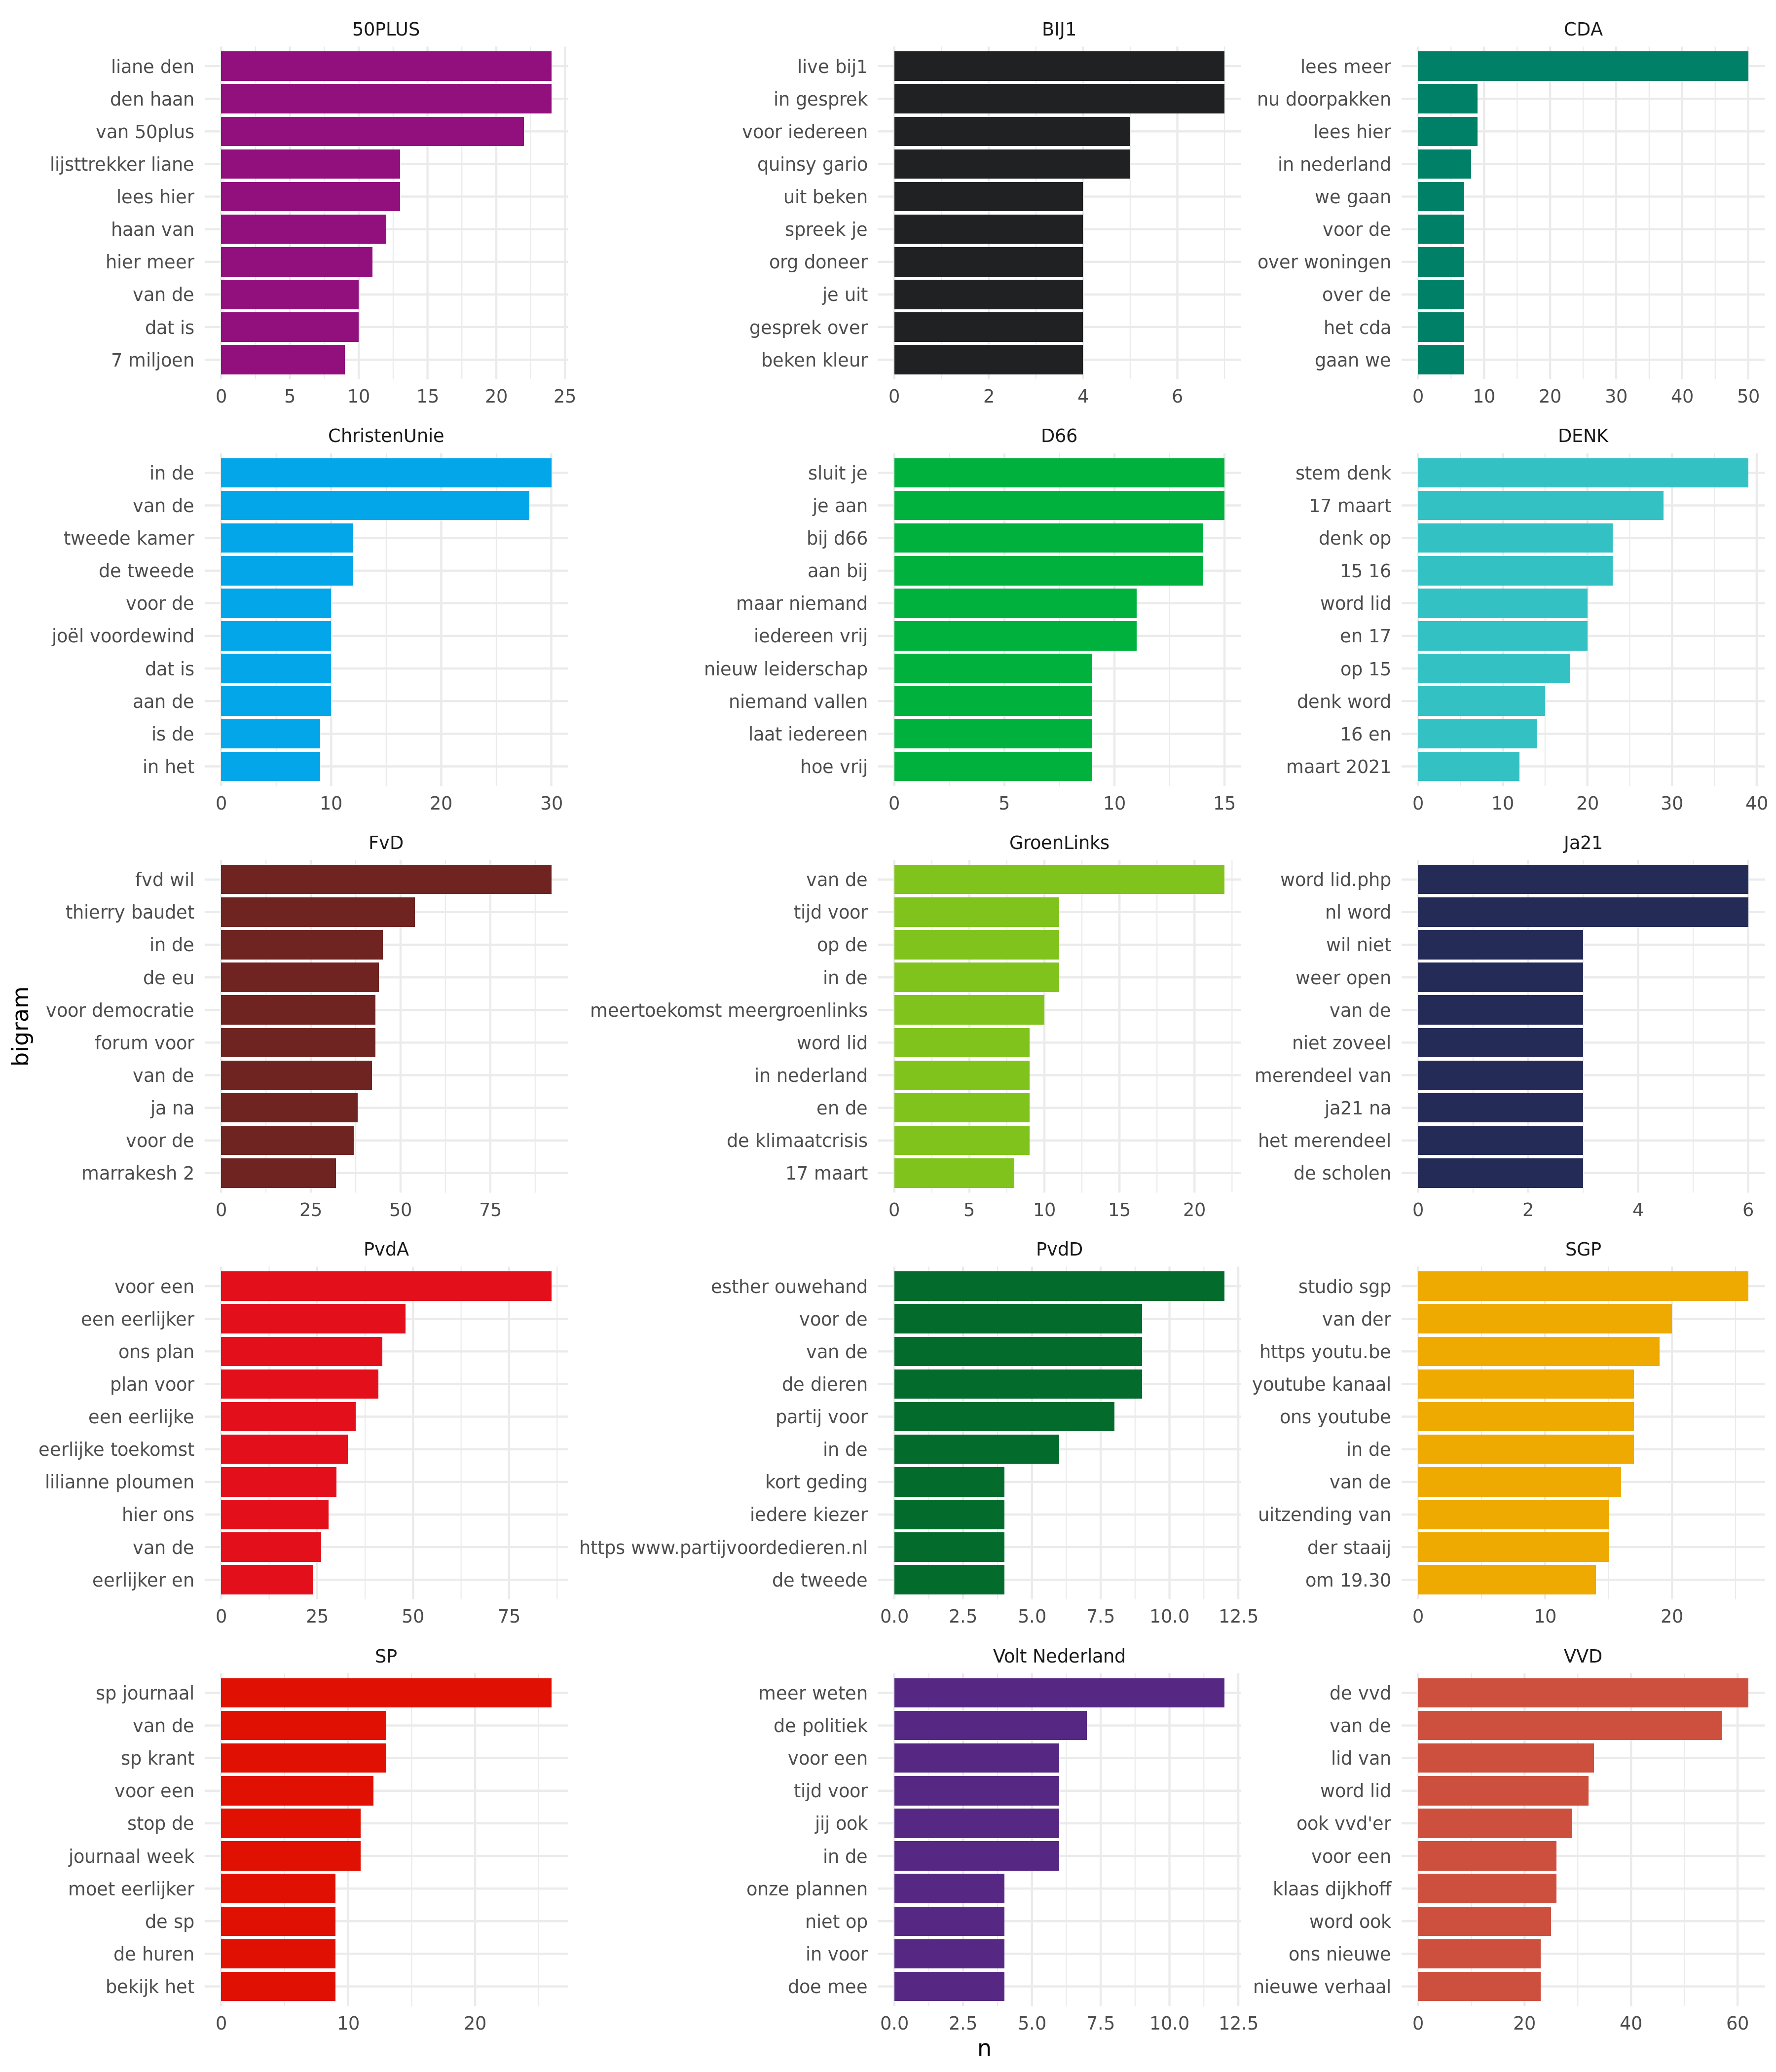 50PLUS
liane den
den haan
van 50plus
lijsttrekker liane
lees hier
haan van
hier meer
van de
dat is
7 miljoen
0 5 10 15 20 25
BIJ1
live bij1
in gesprek
voor iedereen
quinsy gario
uit beken
spreek je
org doneer
je uit
gesprek over
beken kleur
0 2 4 6
CDA
lees meer
nu doorpakken
lees hier
in nederland
we gaan
voor de
over woningen
over de
het cda
gaan we
0 10 20 30 40 50
ChristenUnie
in de
van de
tweede kamer
de tweede
voor de
joël voordewind
dat is
aan de
is de
in het
0 10 20 30
D66
sluit je
je aan
bij d66
aan bij
maar niemand
iedereen vrij
nieuw leiderschap
niemand vallen
laat iedereen
hoe vrij
0 5 10 15
DENK
stem denk
17 maart
denk op
15 16
word lid
en 17
op 15
denk word
16 en
maart 2021
0 10 20 30 40
bigram
FvD
fvd wil
thierry baudet
in de
de eu
voor democratie
forum voor
van de
ja na
voor de
marrakesh 2
0 25 50 75
GroenLinks
van de
tijd voor
op de
in de
meertoekomst meergroenlinks
word lid
in nederland
en de
de klimaatcrisis
17 maart
0 5 10 15 20
Ja21
word lid.php
nl word
wil niet
weer open
van de
niet zoveel
merendeel van
ja21 na
het merendeel
de scholen
0 2 4 6
PvdA
voor een
een eerlijker
ons plan
plan voor
een eerlijke
eerlijke toekomst
lilianne ploumen
hier ons
van de
eerlijker en
0 25 50 75
PvdD
esther ouwehand
voor de
van de
de dieren
partij voor
in de
kort geding
iedere kiezer
https www.partijvoordedieren.nl
de tweede
0.0 2.5 5.0 7.5 10.0 12.5
SGP
studio sgp
van der
https youtu.be
youtube kanaal
ons youtube
in de
van de
uitzending van
der staaij
om 19.30
0 10 20
SP
sp journaal
van de
sp krant
voor een
stop de
journaal week
moet eerlijker
de sp
de huren
bekijk het
0 10 20
Volt Nederland
meer weten
de politiek
voor een
tijd voor
jij ook
in de
onze plannen
niet op
in voor
doe mee
0.0 2.5 5.0 7.5 10.0 12.5
VVD
de vvd
van de
lid van
word lid
ook vvd'er
voor een
klaas dijkhoff
word ook
ons nieuwe
nieuwe verhaal
0 20 40 60
n